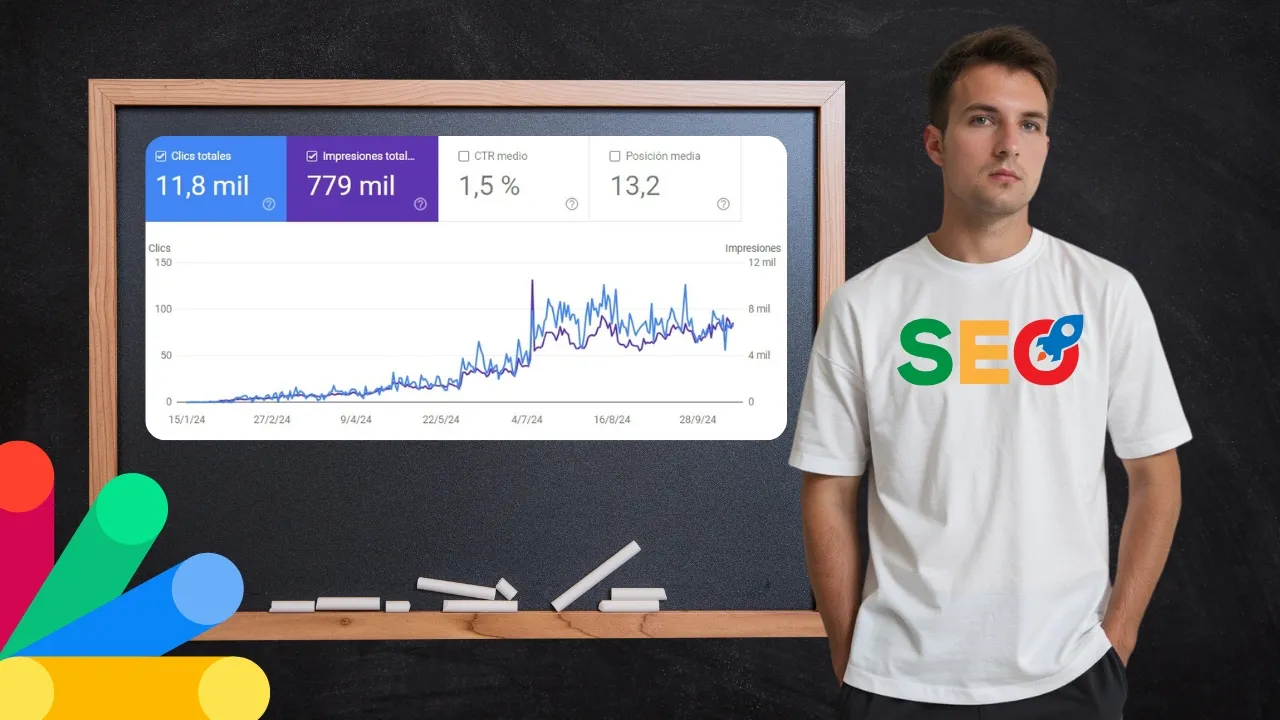 Clics totales
11,8 mil
Impresiones total...
779 mil
CTR medio
1,5 %
Posición media
13,2
Clics
Impresiones
150
12 mil
100
8 mil
50
4 mil
0
0
15/1/24
27/2/24
9/4/24
22/5/24
4/7/24
16/8/24
28/9/24
SEO